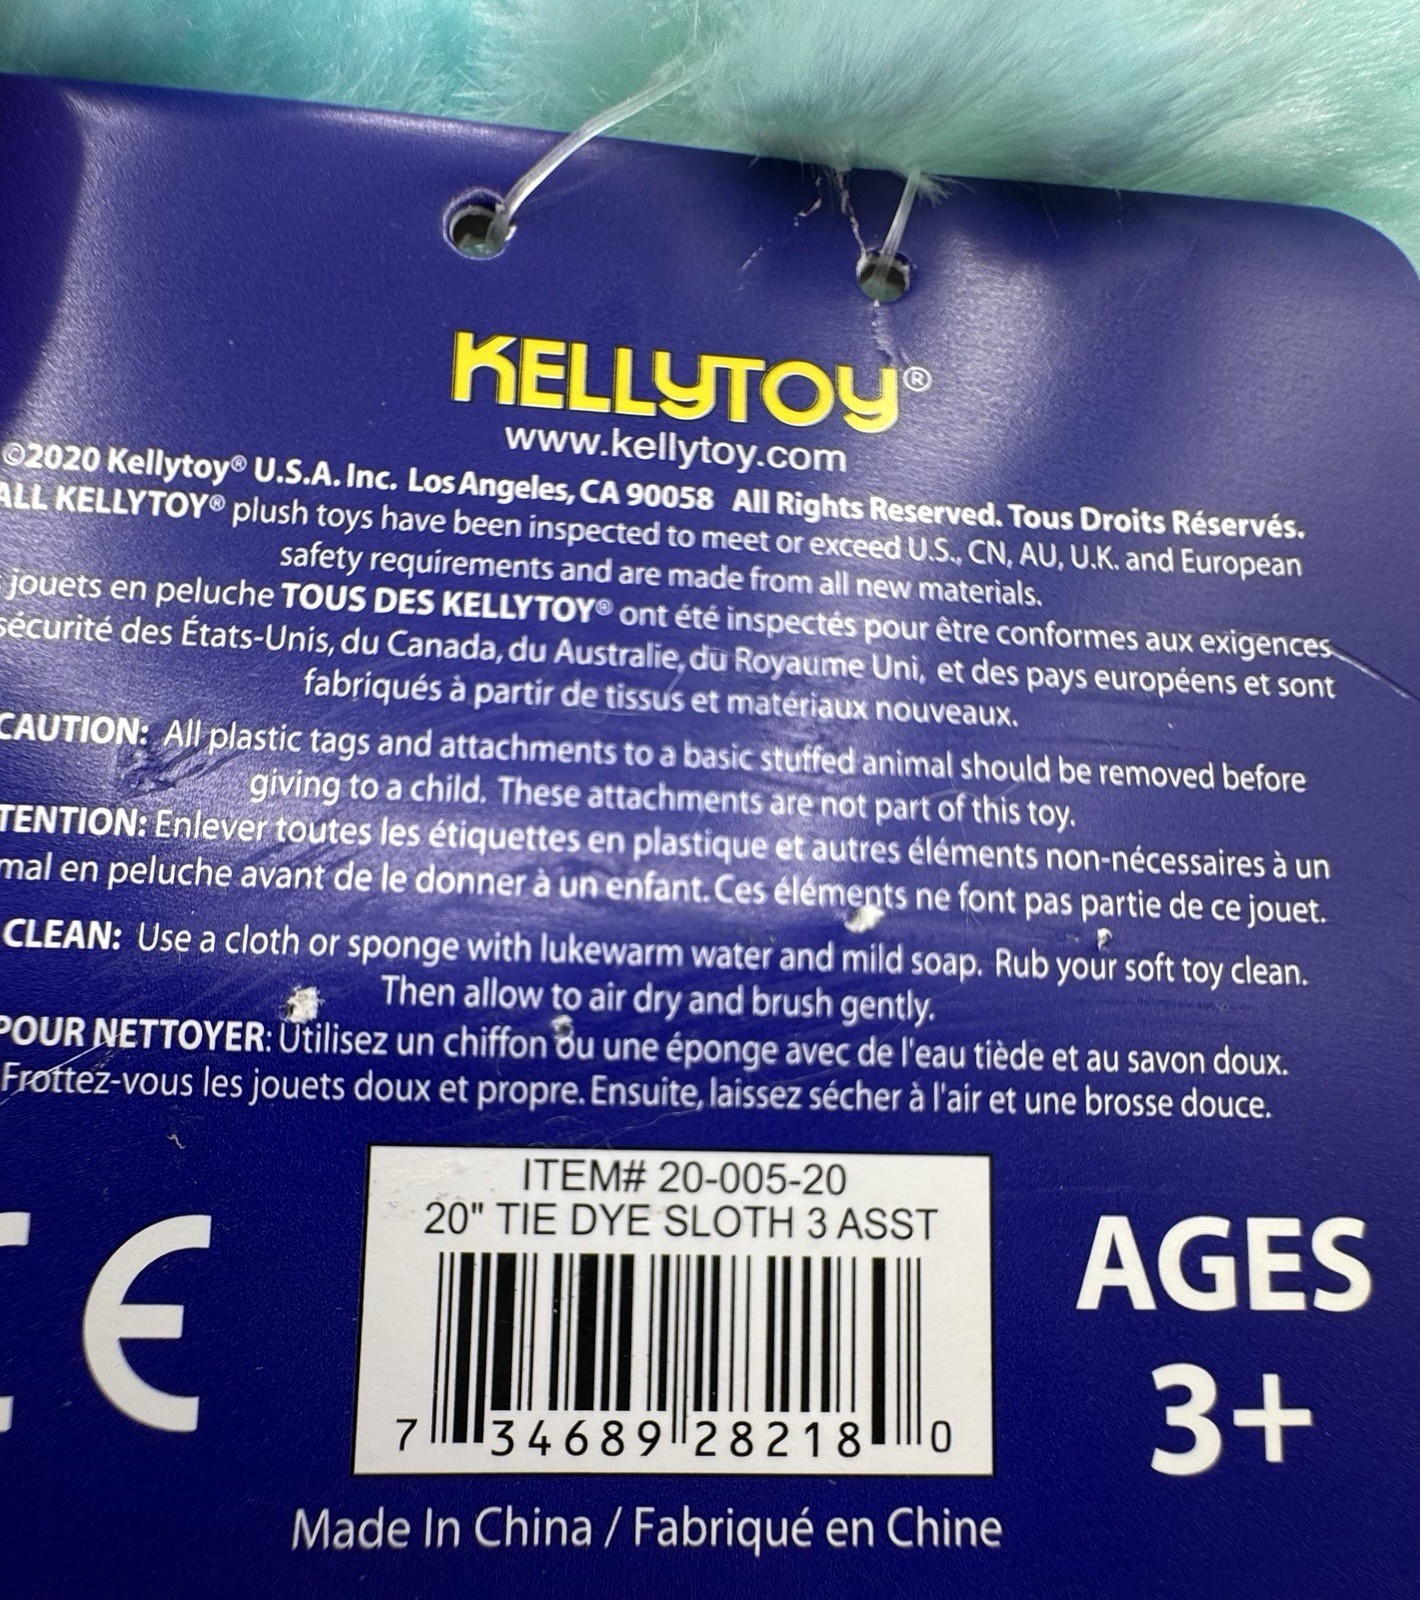 KELLYTOY®
www.kellytoy.com
©2020 Kellytoy® U.S.A. Inc. Los Angeles, CA 90058 All Rights Reserved. Tous Droits Réservés.
ALL KELLYTOY® plush toys have been inspected to meet or exceed U.S., CN, AU, U.K. and European
safety requirements and are made from all new materials.
jouets en peluche TOUS DES KELLYTOY® ont été inspectés pour être conformes aux exigences
sécurité des États-Unis, du Canada, du Australie, du Royaume Uni, et des pays européens et sont
fabriqués à partir de tissus et matériaux nouveaux.
CAUTION: All plastic tags and attachments to a basic stuffed animal should be removed before
giving to a child. These attachments are not part of this toy.
TENTION: Enlever toutes les étiquettes en plastique et autres éléments non-nécessaires à un
mal en peluche avant de le donner à un enfant. Ces éléments ne font pas partie de ce jouet.
CLEAN: Use a cloth or sponge with lukewarm water and mild soap. Rub your soft toy clean.
Then allow to air dry and brush gently.
POUR NETTOYER: Utilisez un chiffon ou une éponge avec de l'eau tiède et au savon doux.
Frottez-vous les jouets doux et propre. Ensuite, laissez sécher à l'air et une brosse douce.
ITEM# 20-005-20
20" TIE DYE SLOTH 3 ASST
7 34689 28218 0
CE
AGES
3+
Made In China / Fabriqué en Chine